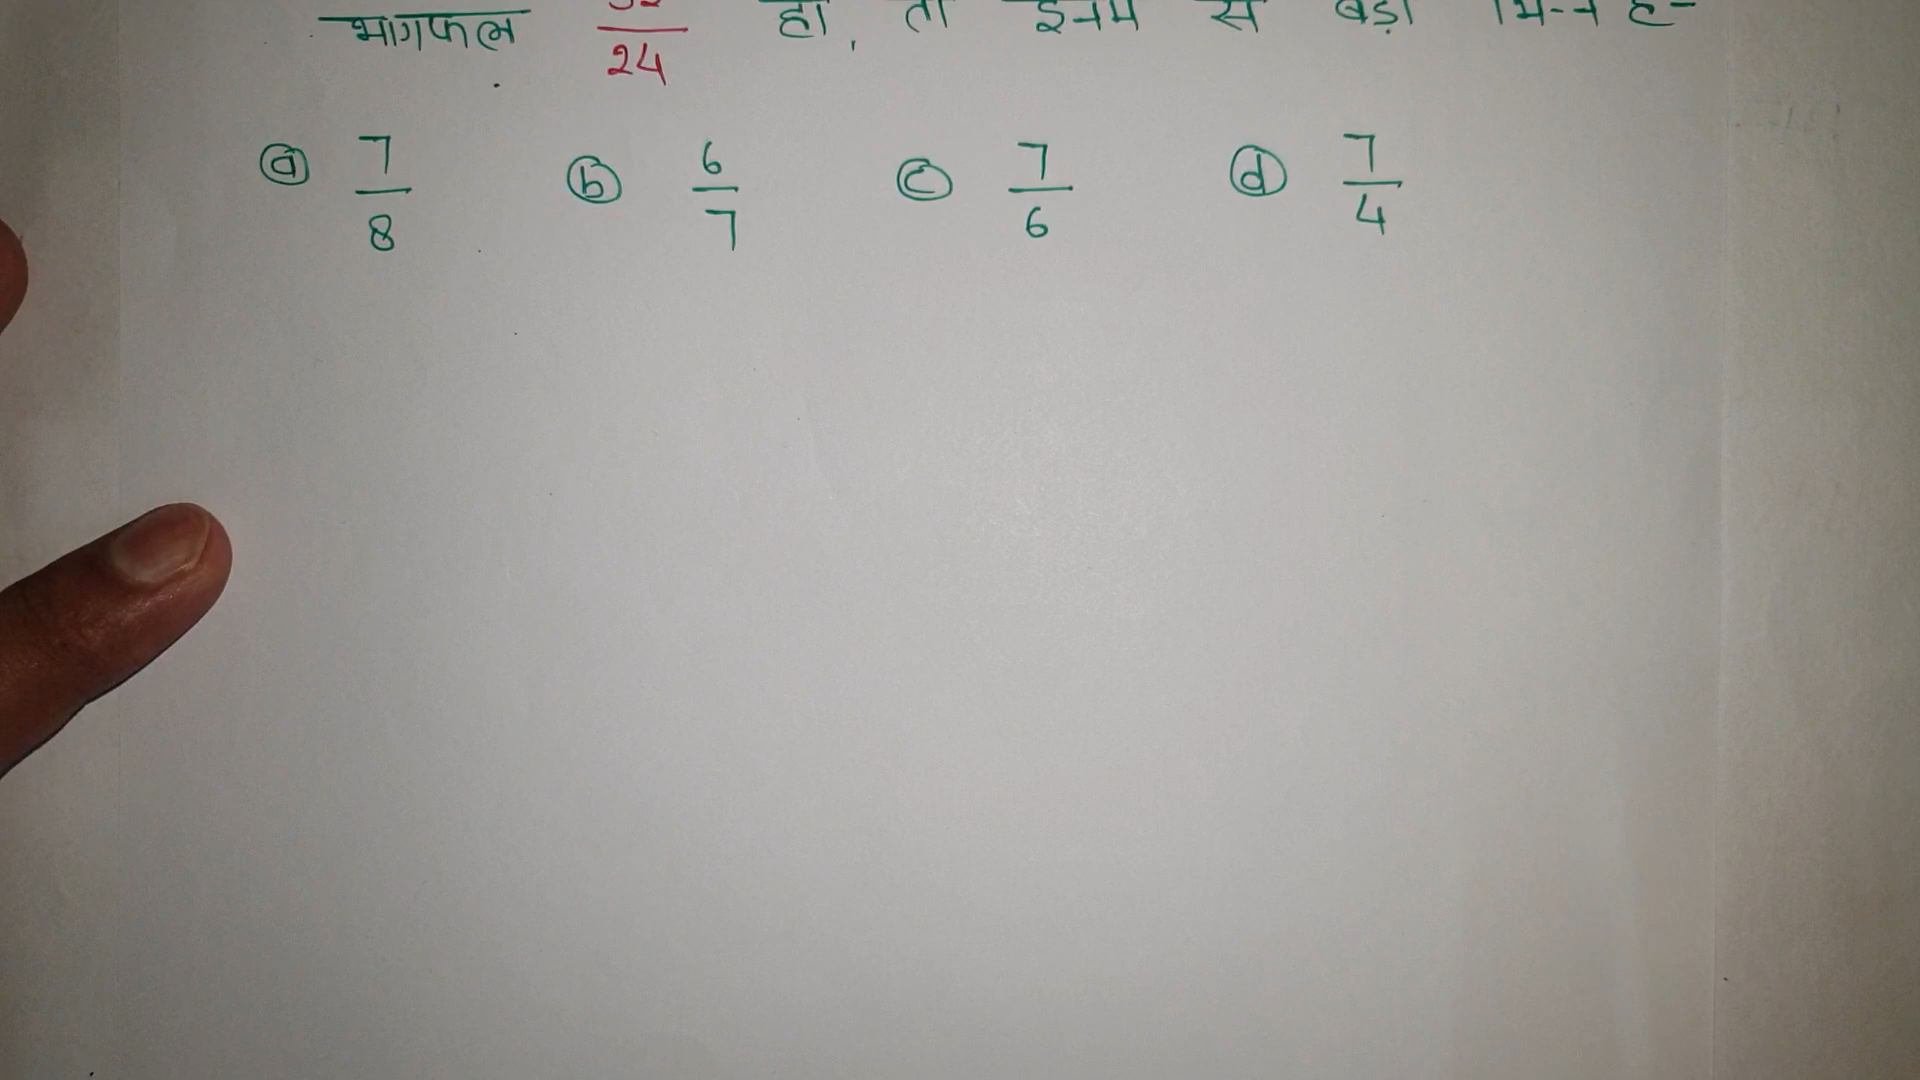 भागफल 24 हो, तो इनमें से बड़ी भिन्न है-
ⓐ 7/8 ⓑ 6/7 ⓒ 7/6 ⓓ 7/4